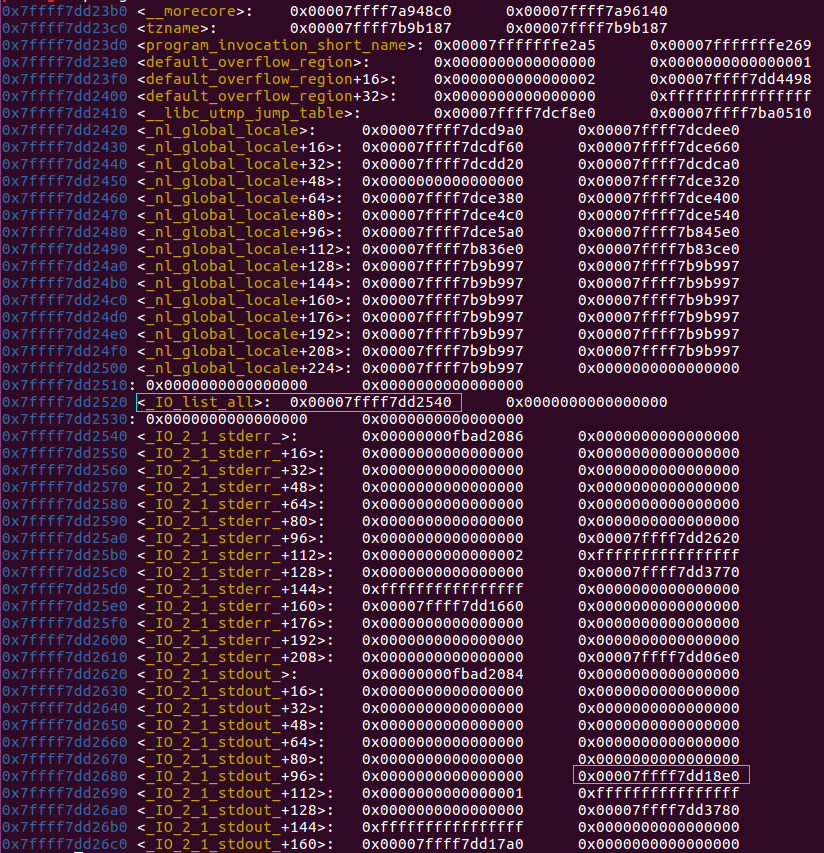 0x7ffff7dd23b0 <__morecore>: 0x00007ffff7a948c0 0x00007ffff7a96140
0x7ffff7dd23c0 <tzname>: 0x00007ffff7b9b187 0x00007ffff7b9b187
0x7ffff7dd23d0 <program_invocation_short_name>: 0x00007fffffffe2a5 0x00007fffffffe269
0x7ffff7dd23e0 <default_overflow_region>: 0x0000000000000000 0x0000000000000001
0x7ffff7dd23f0 <default_overflow_region+16>: 0x0000000000000002 0x00007ffff7dd4498
0x7ffff7dd2400 <default_overflow_region+32>: 0x0000000000000000 0xffffffffffffffff
0x7ffff7dd2410 <__libc_utmp_jump_table>: 0x00007ffff7dcf8e0 0x00007ffff7ba0510
0x7ffff7dd2420 <_nl_global_locale>: 0x00007ffff7dcd9a0 0x00007ffff7dcdee0
0x7ffff7dd2430 <_nl_global_locale+16>: 0x00007ffff7dcdf60 0x00007ffff7dce660
0x7ffff7dd2440 <_nl_global_locale+32>: 0x00007ffff7dcdd20 0x00007ffff7dcdca0
0x7ffff7dd2450 <_nl_global_locale+48>: 0x0000000000000000 0x00007ffff7dce320
0x7ffff7dd2460 <_nl_global_locale+64>: 0x00007ffff7dce380 0x00007ffff7dce400
0x7ffff7dd2470 <_nl_global_locale+80>: 0x00007ffff7dce4c0 0x00007ffff7dce540
0x7ffff7dd2480 <_nl_global_locale+96>: 0x00007ffff7dce5a0 0x00007ffff7b845e0
0x7ffff7dd2490 <_nl_global_locale+112>: 0x00007ffff7b836e0 0x00007ffff7b83ce0
0x7ffff7dd24a0 <_nl_global_locale+128>: 0x00007ffff7b9b997 0x00007ffff7b9b997
0x7ffff7dd24b0 <_nl_global_locale+144>: 0x00007ffff7b9b997 0x00007ffff7b9b997
0x7ffff7dd24c0 <_nl_global_locale+160>: 0x00007ffff7b9b997 0x00007ffff7b9b997
0x7ffff7dd24d0 <_nl_global_locale+176>: 0x00007ffff7b9b997 0x00007ffff7b9b997
0x7ffff7dd24e0 <_nl_global_locale+192>: 0x00007ffff7b9b997 0x00007ffff7b9b997
0x7ffff7dd24f0 <_nl_global_locale+208>: 0x00007ffff7b9b997 0x00007ffff7b9b997
0x7ffff7dd2500 <_nl_global_locale+224>: 0x00007ffff7b9b997 0x0000000000000000
0x7ffff7dd2510: 0x0000000000000000 0x0000000000000000
0x7ffff7dd2520 <_IO_list_all>: 0x00007ffff7dd2540 0x0000000000000000
0x7ffff7dd2530: 0x0000000000000000 0x0000000000000000
0x7ffff7dd2540 <_IO_2_1_stderr_>: 0x00000000fbad2086 0x0000000000000000
0x7ffff7dd2550 <_IO_2_1_stderr_+16>: 0x0000000000000000 0x0000000000000000
0x7ffff7dd2560 <_IO_2_1_stderr_+32>: 0x0000000000000000 0x0000000000000000
0x7ffff7dd2570 <_IO_2_1_stderr_+48>: 0x0000000000000000 0x0000000000000000
0x7ffff7dd2580 <_IO_2_1_stderr_+64>: 0x0000000000000000 0x0000000000000000
0x7ffff7dd2590 <_IO_2_1_stderr_+80>: 0x0000000000000000 0x0000000000000000
0x7ffff7dd25a0 <_IO_2_1_stderr_+96>: 0x0000000000000000 0x00007ffff7dd2620
0x7ffff7dd25b0 <_IO_2_1_stderr_+112>: 0x0000000000000002 0xffffffffffffffff
0x7ffff7dd25c0 <_IO_2_1_stderr_+128>: 0x0000000000000000 0x00007ffff7dd3770
0x7ffff7dd25d0 <_IO_2_1_stderr_+144>: 0xffffffffffffffff 0x0000000000000000
0x7ffff7dd25e0 <_IO_2_1_stderr_+160>: 0x00007ffff7dd1660 0x0000000000000000
0x7ffff7dd25f0 <_IO_2_1_stderr_+176>: 0x0000000000000000 0x0000000000000000
0x7ffff7dd2600 <_IO_2_1_stderr_+192>: 0x0000000000000000 0x0000000000000000
0x7ffff7dd2610 <_IO_2_1_stderr_+208>: 0x0000000000000000 0x00007ffff7dd06e0
0x7ffff7dd2620 <_IO_2_1_stdout_>: 0x00000000fbad2084 0x0000000000000000
0x7ffff7dd2630 <_IO_2_1_stdout_+16>: 0x0000000000000000 0x0000000000000000
0x7ffff7dd2640 <_IO_2_1_stdout_+32>: 0x0000000000000000 0x0000000000000000
0x7ffff7dd2650 <_IO_2_1_stdout_+48>: 0x0000000000000000 0x0000000000000000
0x7ffff7dd2660 <_IO_2_1_stdout_+64>: 0x0000000000000000 0x0000000000000000
0x7ffff7dd2670 <_IO_2_1_stdout_+80>: 0x0000000000000000 0x0000000000000000
0x7ffff7dd2680 <_IO_2_1_stdout_+96>: 0x0000000000000000 0x00007ffff7dd18e0
0x7ffff7dd2690 <_IO_2_1_stdout_+112>: 0x0000000000000001 0xffffffffffffffff
0x7ffff7dd26a0 <_IO_2_1_stdout_+128>: 0x0000000000000000 0x00007ffff7dd3780
0x7ffff7dd26b0 <_IO_2_1_stdout_+144>: 0xffffffffffffffff 0x0000000000000000
0x7ffff7dd26c0 <_IO_2_1_stdout_+160>: 0x00007ffff7dd17a0 0x0000000000000000